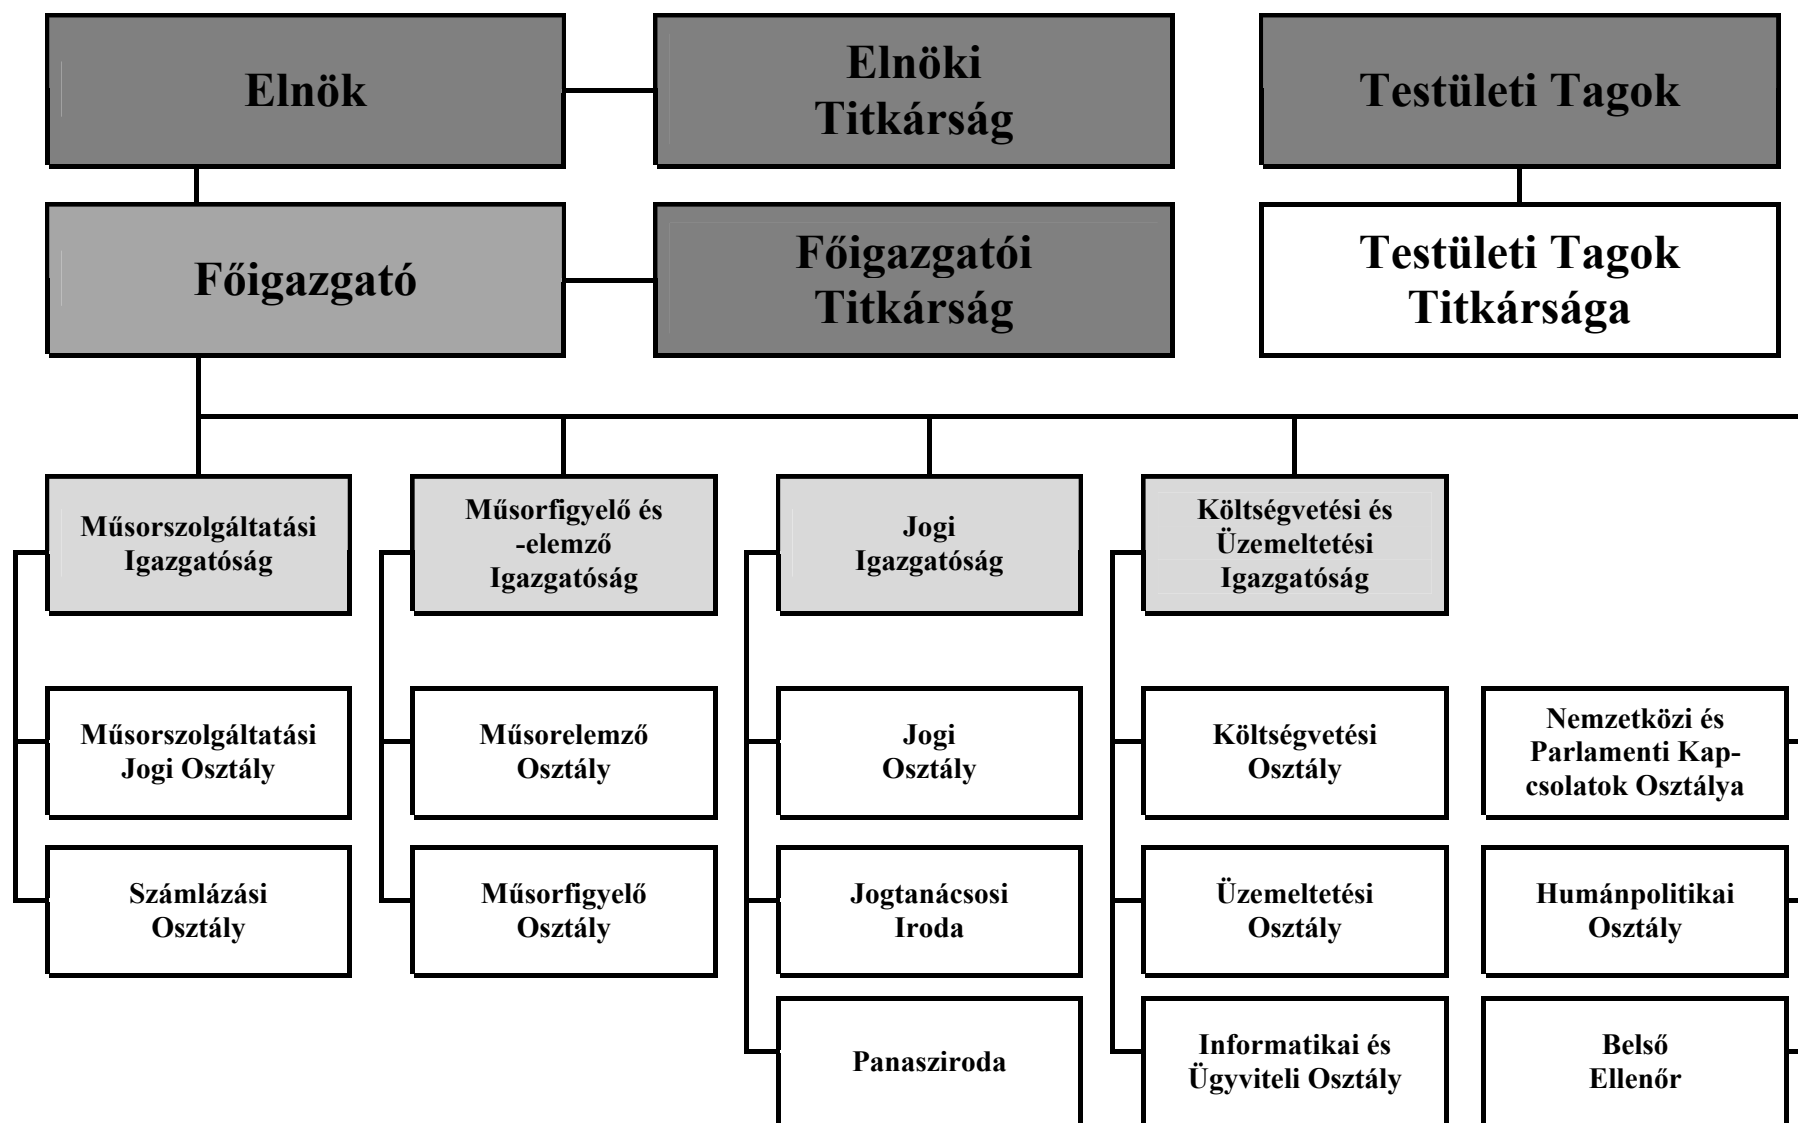 Elnök
Elnöki
Titkárság
Testületi Tagok
Főigazgató
Főigazgatói
Titkárság
Testületi Tagok
Titkársága
Műsorszolgáltatási
Igazgatóság
Műsorfigyelő és
-elemző
Igazgatóság
Jogi
Igazgatóság
Költségvetési és
Üzemeltetési
Igazgatóság
Műsorszolgáltatási
Jogi Osztály
Műsorelemző
Osztály
Jogi
Osztály
Költségvetési
Osztály
Nemzetközi és
Parlamenti Kap-
csolatok Osztálya
Számlázási
Osztály
Műsorfigyelő
Osztály
Jogtanácsosi
Iroda
Üzemeltetési
Osztály
Humánpolitikai
Osztály
Panasziroda
Informatikai és
Ügyviteli Osztály
Belső
Ellenőr